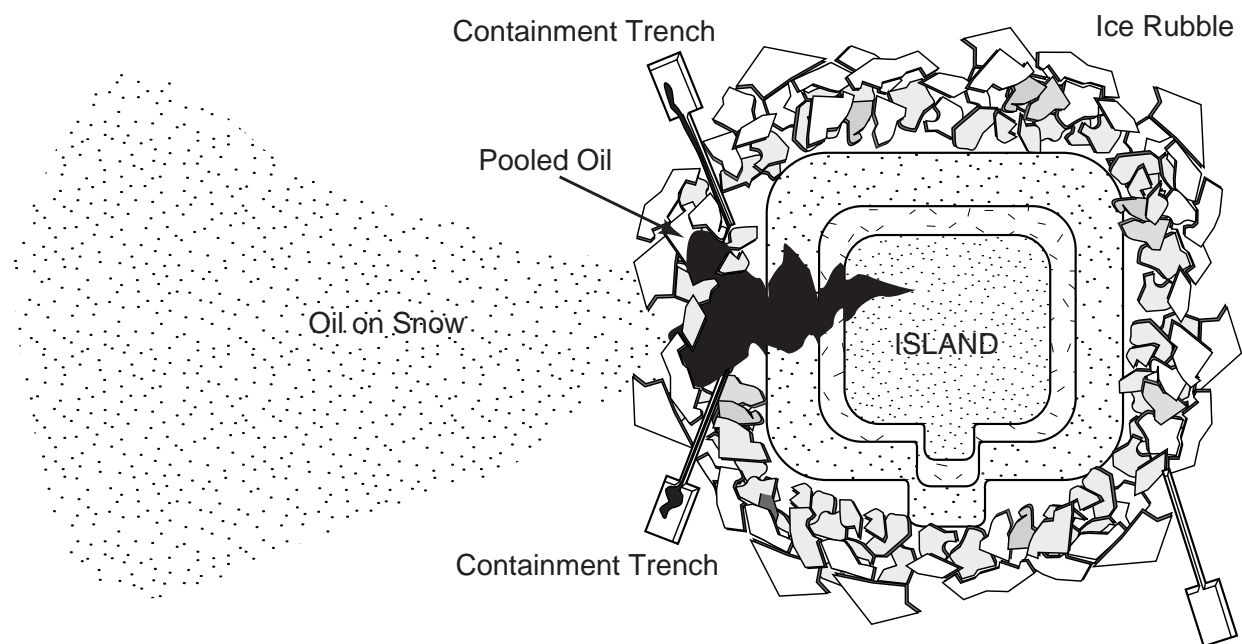 Containment Trench
Ice Rubble
Pooled Oil
Oil on Snow
ISLAND
Containment Trench